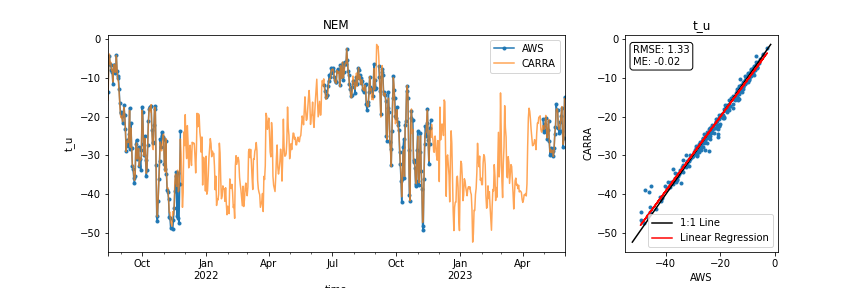 NEM
t_u
0
−10
−20
−30
−40
−50
t_u
AWS
CARRA
Oct
Jan
2022
Apr
Jul
Oct
Jan
2023
Apr
time
t_u
RMSE: 1.33
ME: -0.02
0
−10
−20
−30
−40
−50
CARRA
1:1 Line
Linear Regression
−40
−20
0
AWS